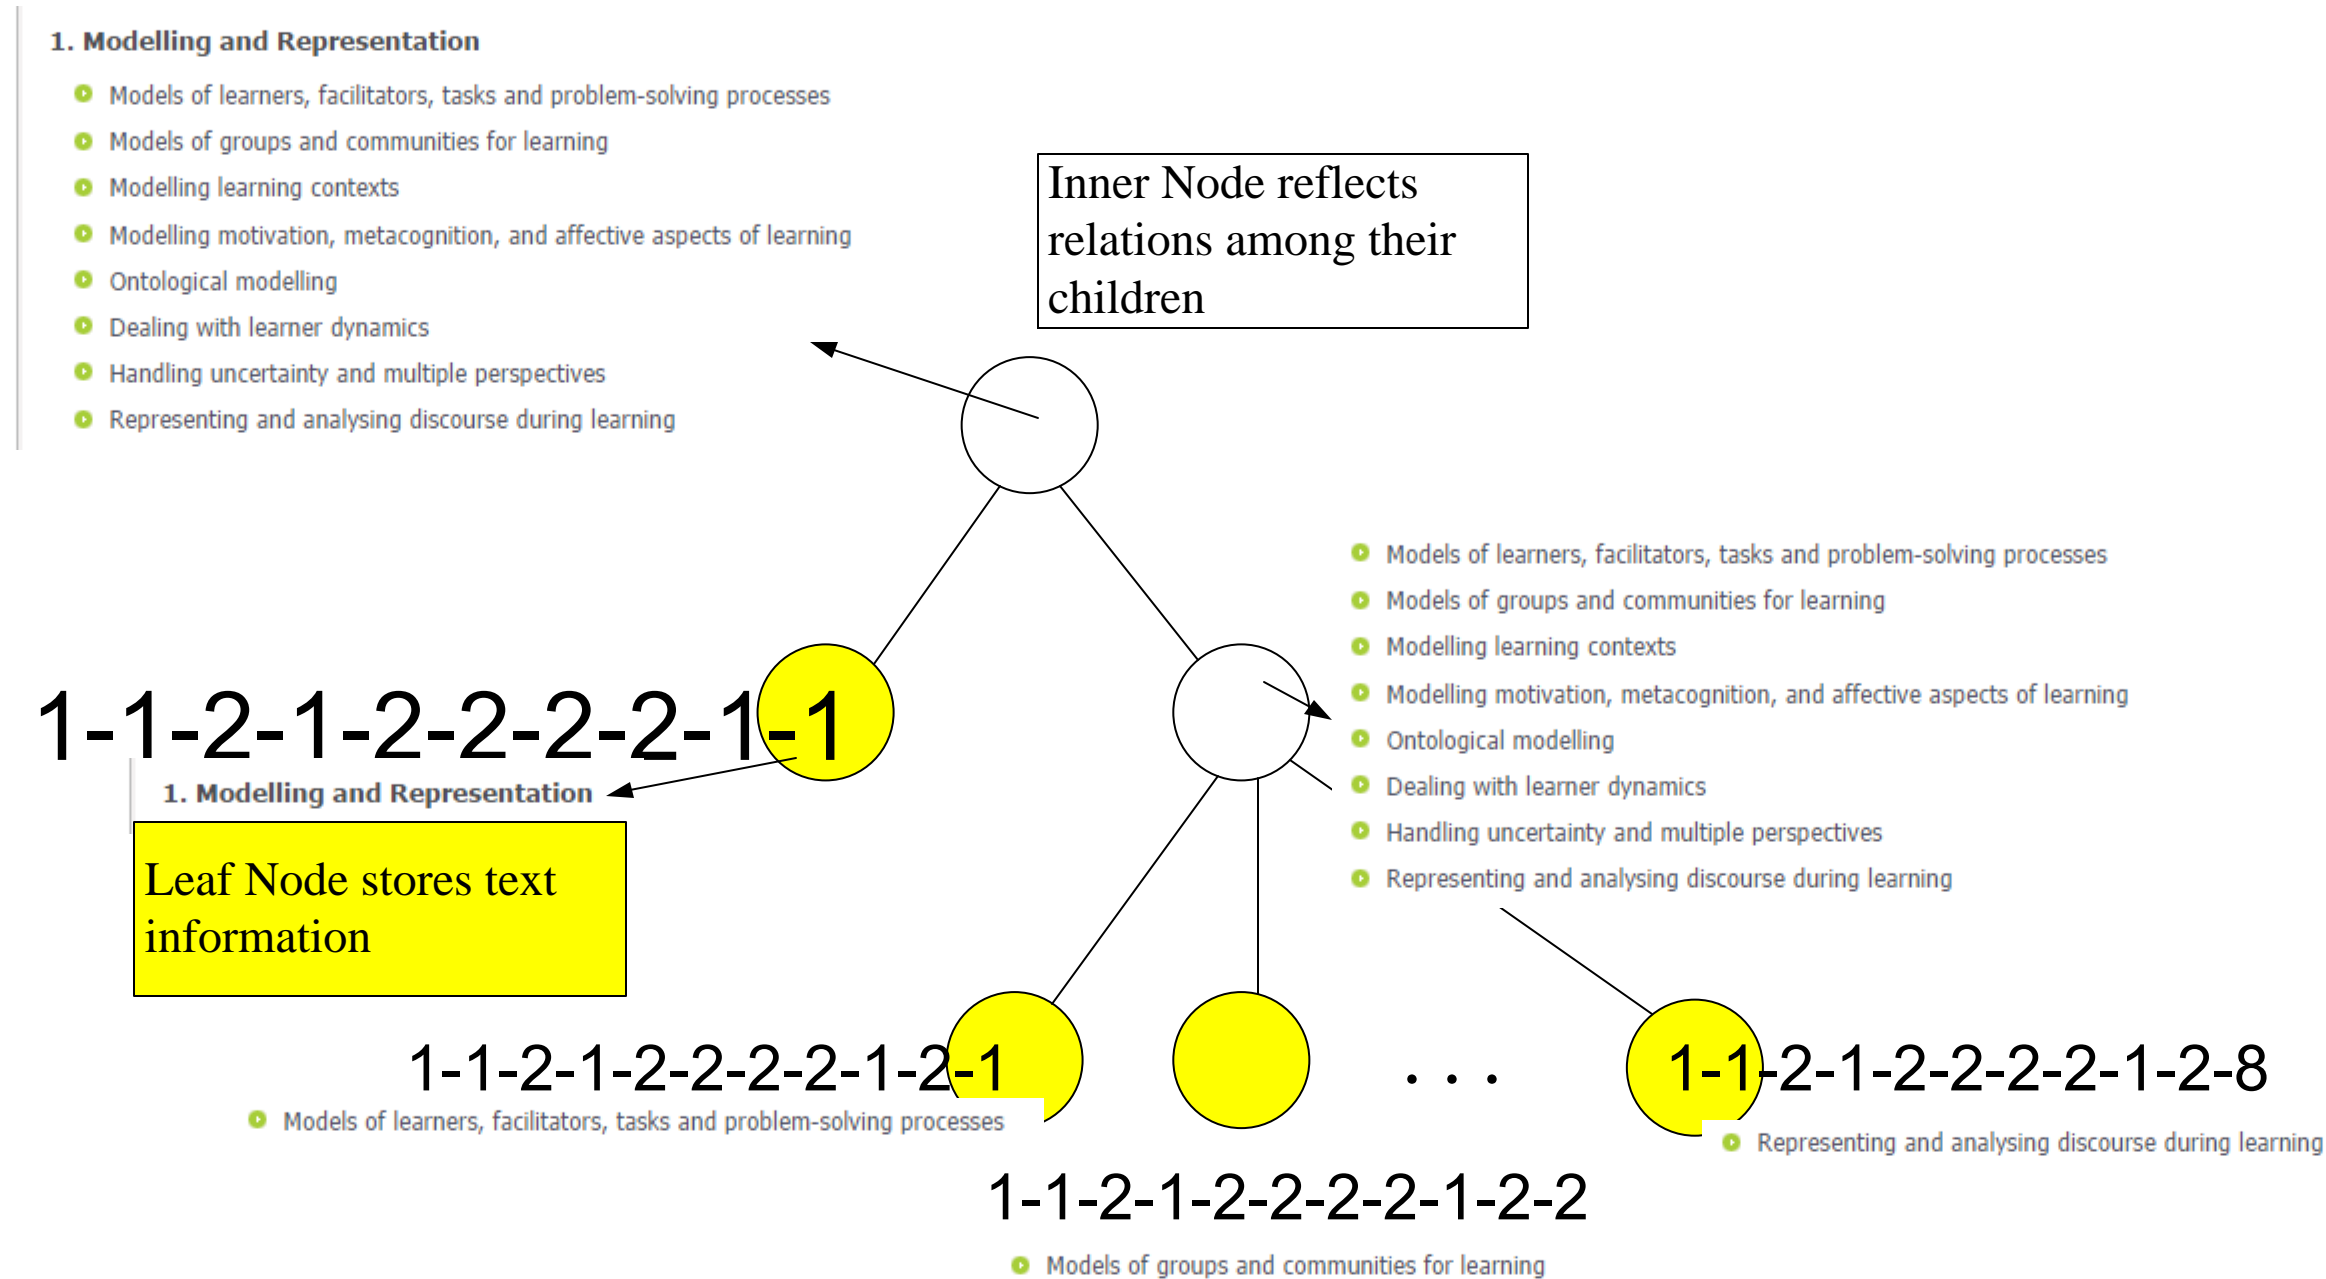 1. Modelling and Representation
Models of learners, facilitators, tasks and problem-solving processes
Models of groups and communities for learning
Modelling learning contexts
Modelling motivation, metacognition, and affective aspects of learning
Ontological modelling
Dealing with learner dynamics
Handling uncertainty and multiple perspectives
Representing and analysing discourse during learning
Inner Node reflects
relations among their
children
Models of learners, facilitators, tasks and problem-solving processes
Models of groups and communities for learning
Modelling learning contexts
Modelling motivation, metacognition, and affective aspects of learning
Ontological modelling
Dealing with learner dynamics
Handling uncertainty and multiple perspectives
Representing and analysing discourse during learning
1-1-2-1-2-2-2-2-1-1
1. Modelling and Representation
Leaf Node stores text
information
1-1-2-1-2-2-2-2-1-2-1
Models of learners, facilitators, tasks and problem-solving processes
. . .
1-1-2-1-2-2-2-2-1-2-8
Representing and analysing discourse during learning
1-1-2-1-2-2-2-2-1-2-2
Models of groups and communities for learning